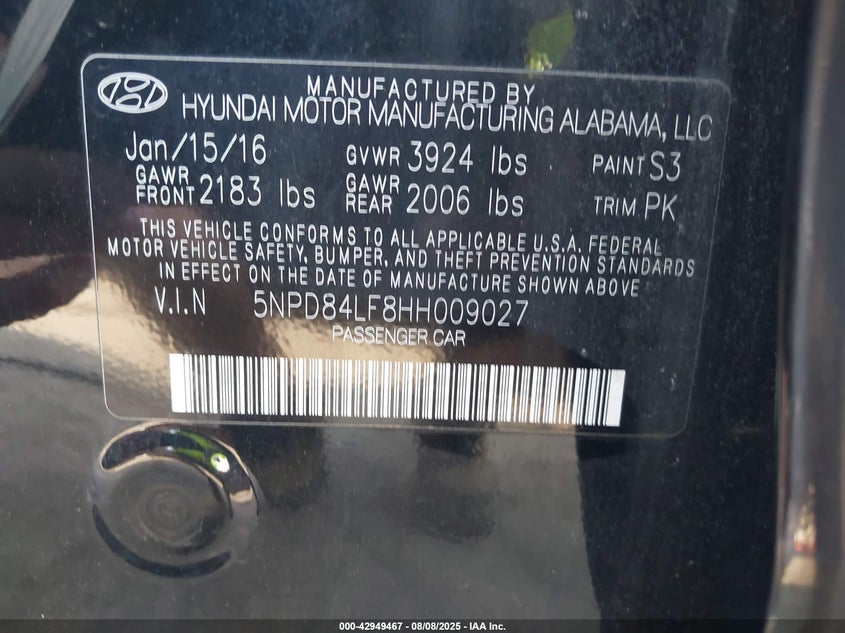 MANUFACTURED BY
HYUNDAI MOTOR MANUFACTURING ALABAMA, LLC
Jan/15/16 GVWR 3924 lbs PAINT S3
GAWR FRONT 2183 lbs GAWR REAR 2006 lbs TRIM PK
THIS VEHICLE CONFORMS TO ALL APPLICABLE U.S.A. FEDERAL
MOTOR VEHICLE SAFETY, BUMPER, AND THEFT PREVENTION STANDARDS
IN EFFECT ON THE DATE OF MANUFACTURE SHOWN ABOVE
V.I.N 5NPD84LF8HH009027
PASSENGER CAR
000-42949467 - 08/08/2025 - IAA Inc.